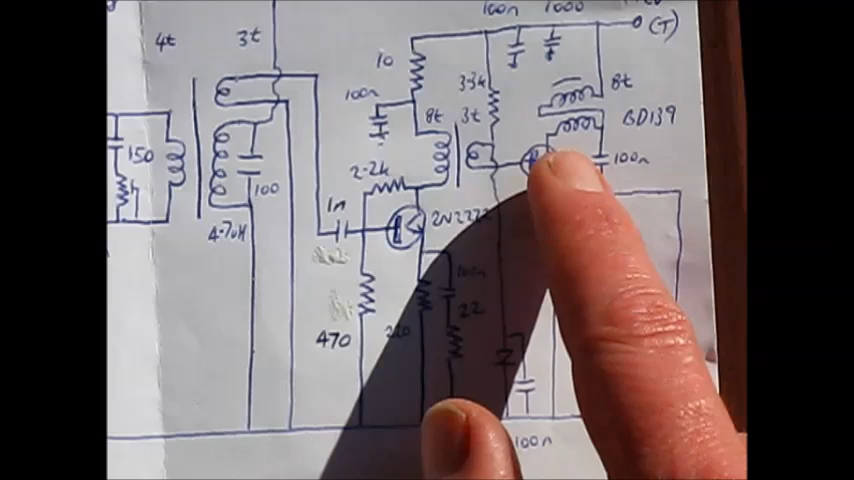 100n 1000
(T)
4t
3t
10
100n
3.3k
8t
8t
3t
BD139
150
100
2.2k
100n
1n
2N2222
4.7uH
100n
22
470
220
100n